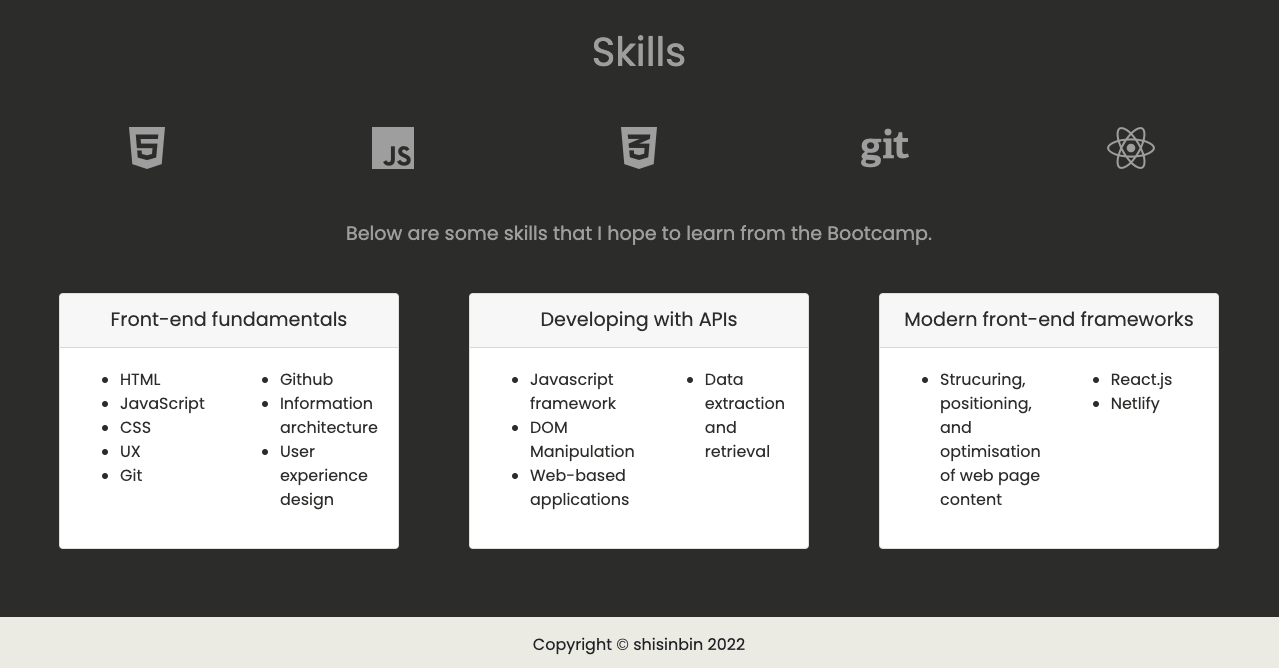 Skills
5
JS
3
git
Below are some skills that I hope to learn from the Bootcamp.
Front-end fundamentals
HTML
JavaScript
CSS
UX
Git
Github
Information
architecture
User
experience
design
Developing with APIs
Javascript
framework
DOM
Manipulation
Web-based
applications
Data
extraction
and
retrieval
Modern front-end frameworks
Strucuring,
positioning,
and
optimisation
of web page
content
React.js
Netlify
Copyright © shisinbin 2022